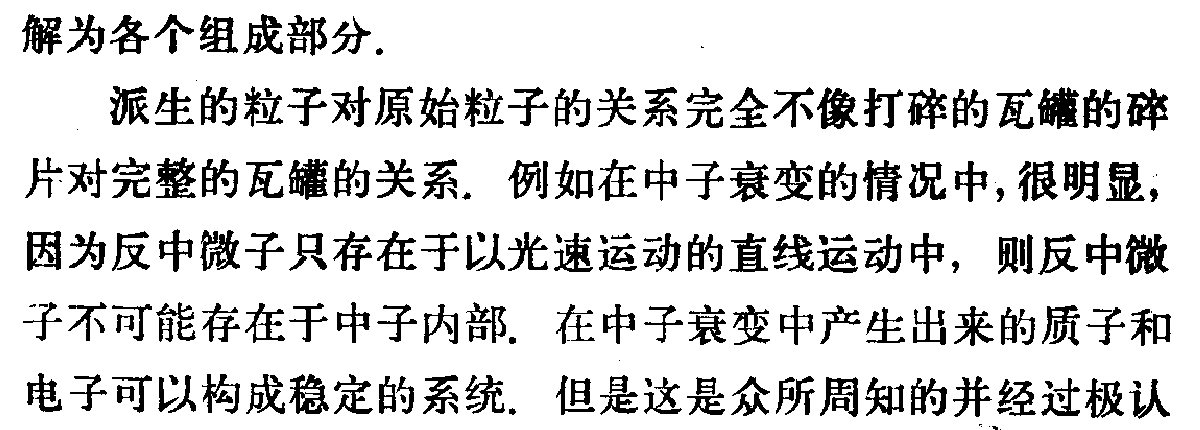 解为各个组成部分．
派生的粒子对原始粒子的关系完全不像打碎的瓦罐的碎
片对完整的瓦罐的关系．例如在中子衰变的情况中，很明显，
因为反中微子只存在于以光速运动的直线运动中，则反中微
子不可能存在于中子内部．在中子衰变中产生出来的质子和
电子可以构成稳定的系统．但是这是众所周知的并经过极认